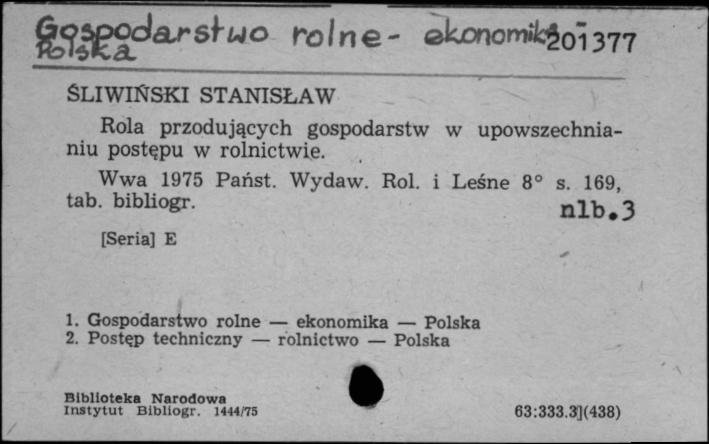 Gospodarstwo rolne - ekonomika 201377
Polska
ŚLIWIŃSKI STANISŁAW
Rola przodujących gospodarstw w upowszechnia-
niu postępu w rolnictwie.
Wwa 1975 Państ. Wydaw. Rol. i Leśne 8° s. 169,
tab. bibliogr.
nlb.3
[Seria] E
1. Gospodarstwo rolne — ekonomika — Polska
2. Postęp techniczny — rolnictwo — Polska
Biblioteka Narodowa
Instytut Bibliogr. 1444/75
63:333.3](438)